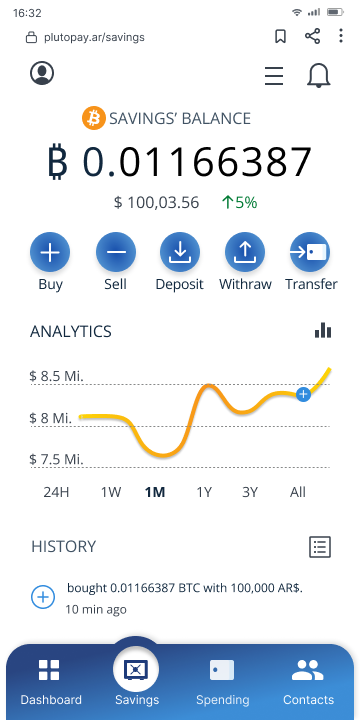 16:32
plutopay.ar/savings
SAVINGS’ BALANCE
฿ 0.01166387
$ 100,03.56 ↑5%
Buy Sell Deposit Withraw Transfer
ANALYTICS
$ 8.5 Mi.
$ 8 Mi.
$ 7.5 Mi.
24H 1W 1M 1Y 3Y All
HISTORY
bought 0.01166387 BTC with 100,000 AR$.
10 min ago
Dashboard Savings Spending Contacts